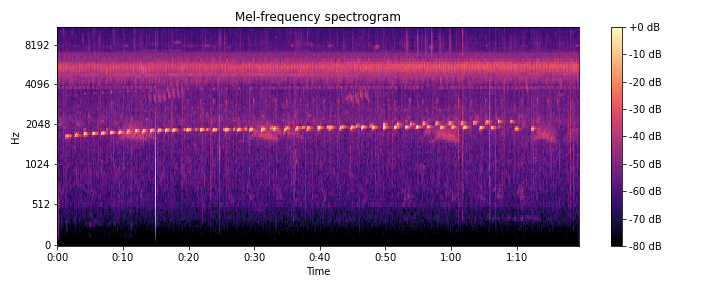 Mel-frequency spectrogram
Hz
8192
4096
2048
1024
512
0
0:00 0:10 0:20 0:30 0:40 0:50 1:00 1:10
Time
+0 dB
-10 dB
-20 dB
-30 dB
-40 dB
-50 dB
-60 dB
-70 dB
-80 dB